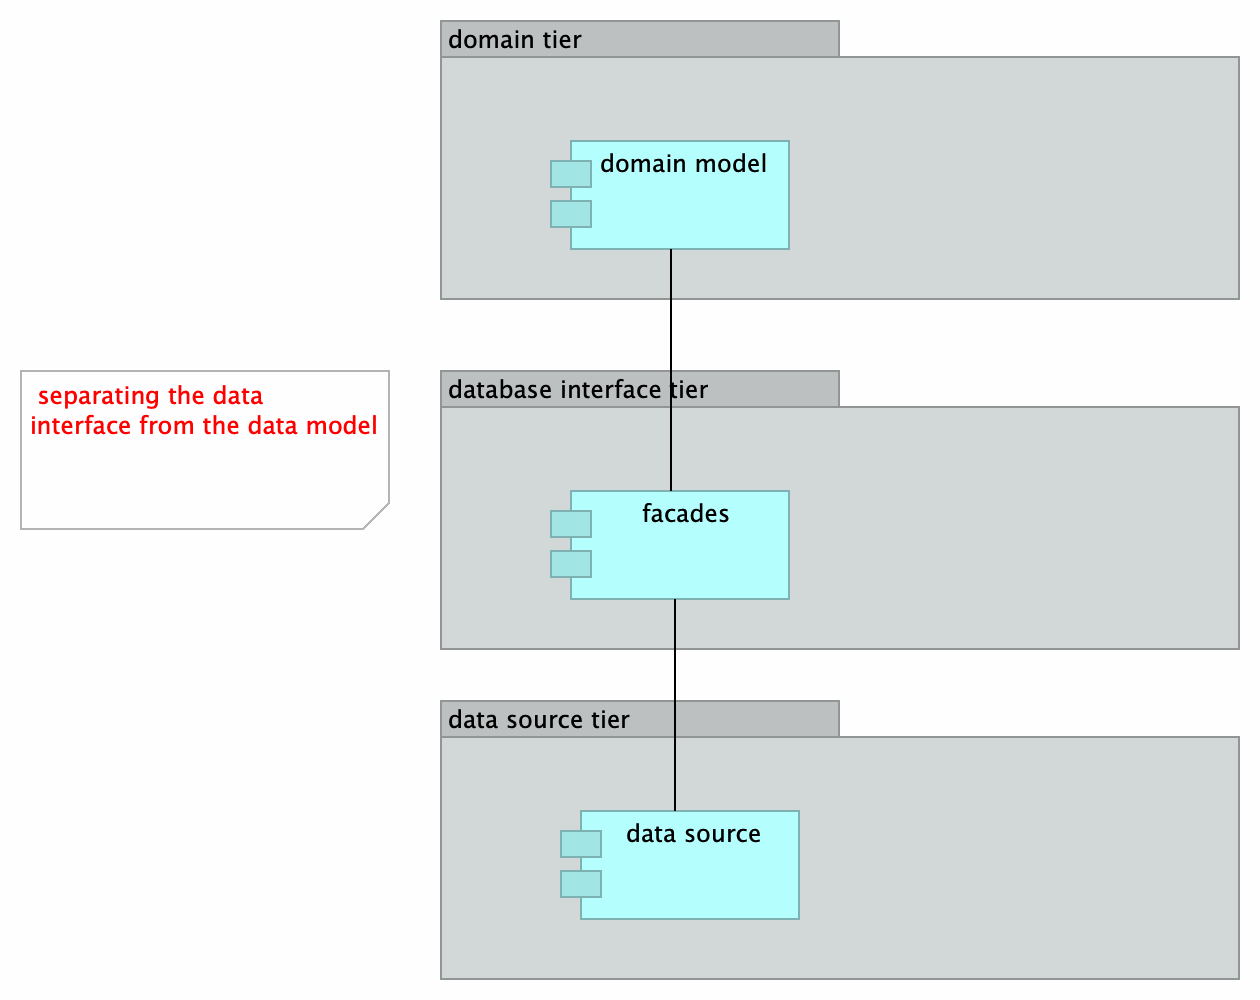 domain tier
domain model
separating the data
interface from the data model
database interface tier
facades
data source tier
data source